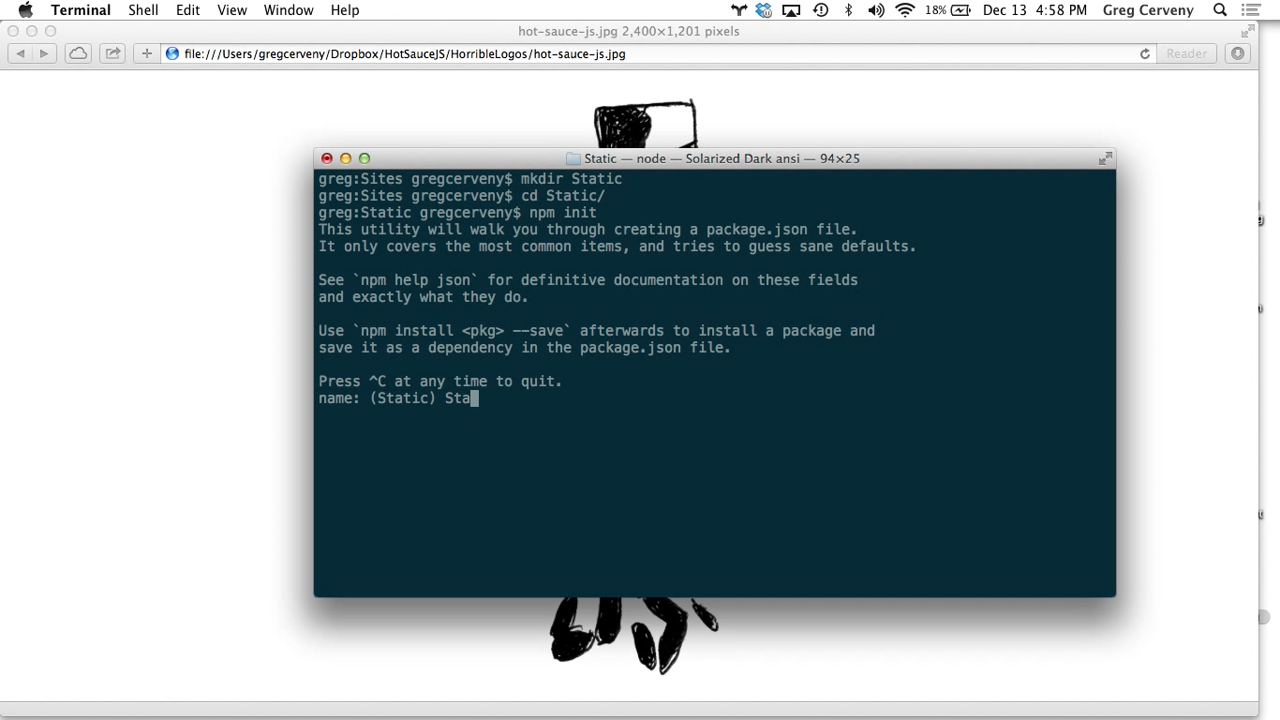 Terminal Shell Edit View Window Help 18% Dec 13 4:58 PM Greg Cerveny
hot-sauce-js.jpg 2,400×1,201 pixels
file:///Users/gregcerveny/Dropbox/HotSauceJS/HorribleLogos/hot-sauce-js.jpg Reader
Static — node — Solarized Dark ansi — 94×25
greg:Sites gregcerveny$ mkdir Static
greg:Sites gregcerveny$ cd Static/
greg:Static gregcerveny$ npm init
This utility will walk you through creating a package.json file.
It only covers the most common items, and tries to guess sane defaults.
See `npm help json` for definitive documentation on these fields
and exactly what they do.
Use `npm install <pkg> --save` afterwards to install a package and
save it as a dependency in the package.json file.
Press ^C at any time to quit.
name: (Static) Sta